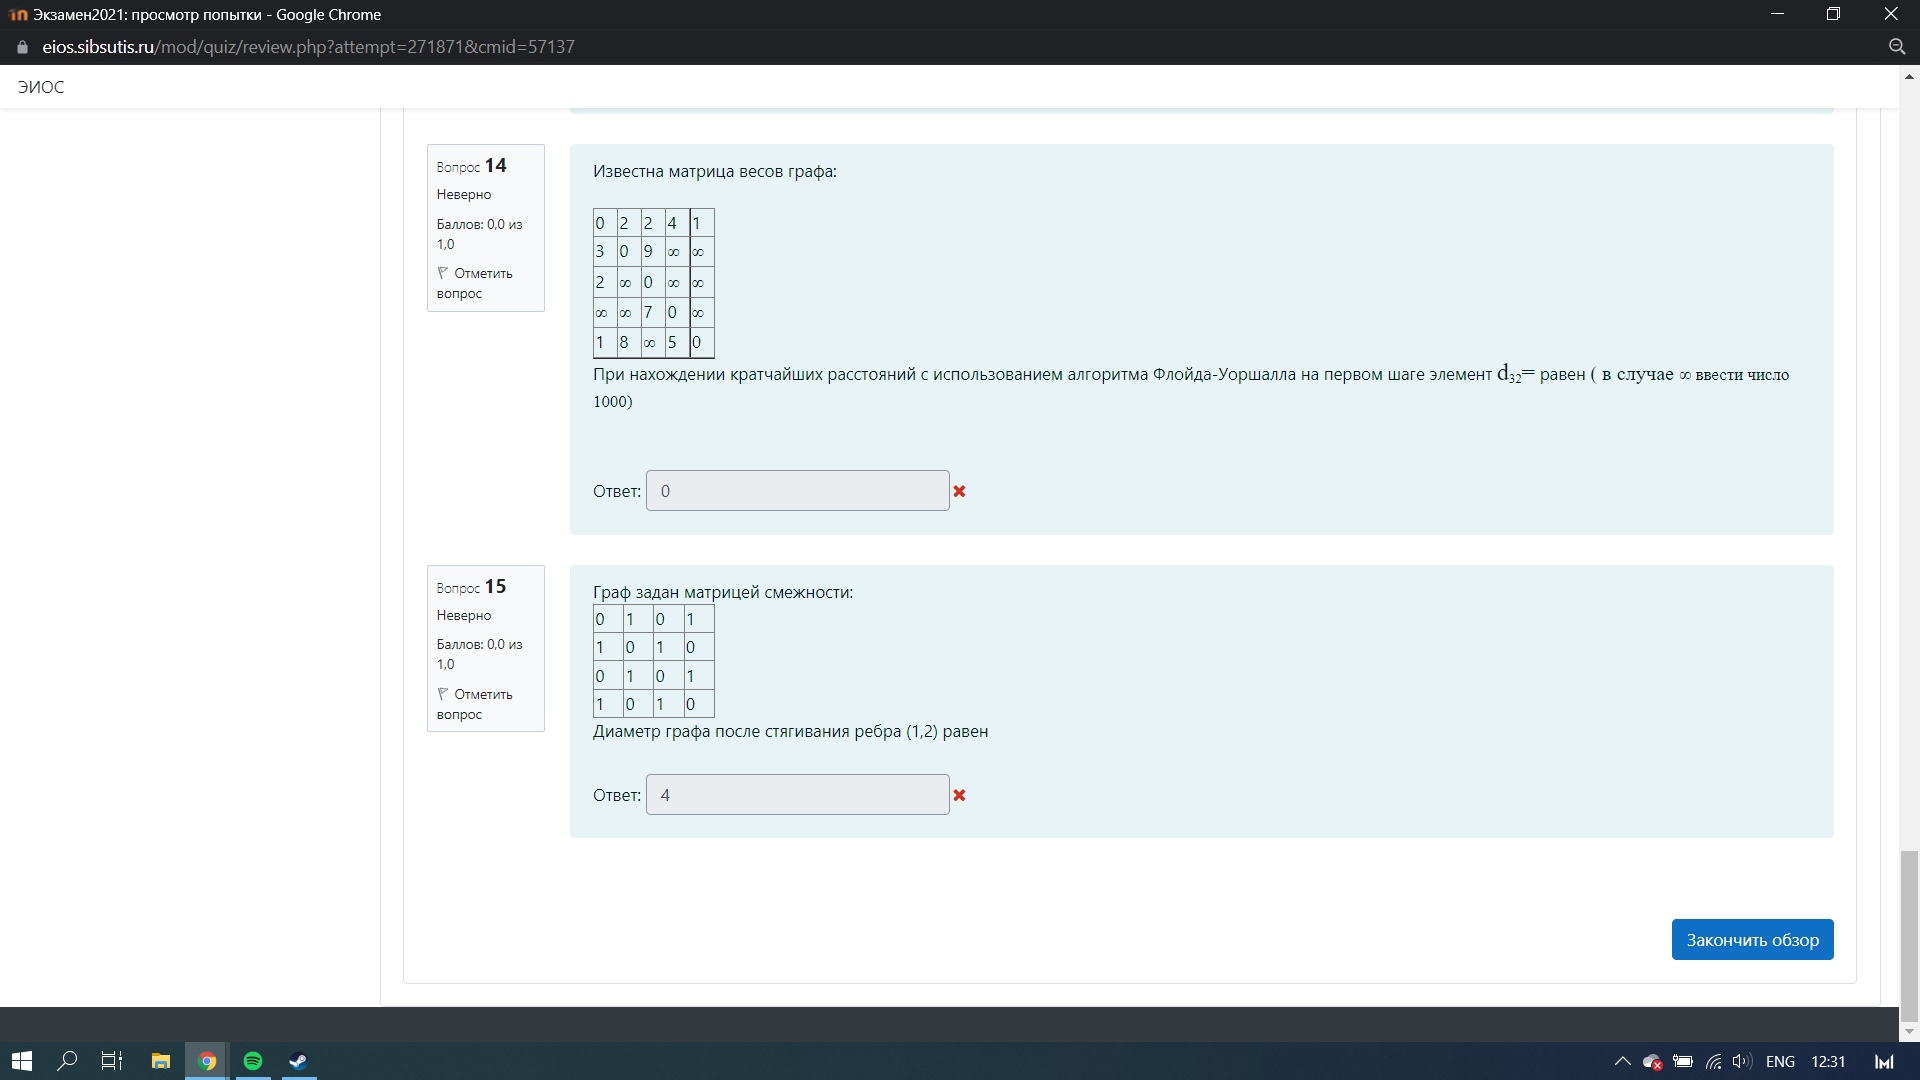 Экзамен2021: просмотр попытки - Google Chrome
eios.sibsutis.ru/mod/quiz/review.php?attempt=271871&cmid=57137
ЭИОС
Вопрос 14
Неверно
Баллов: 0,0 из
1,0
Отметить
вопрос
Известна матрица весов графа:
0 2 2 4 1
3 0 9 ∞ ∞
2 ∞ 0 ∞ ∞
∞ ∞ 7 0 ∞
1 8 ∞ 5 0
При нахождении кратчайших расстояний с использованием алгоритма Флойда-Уоршалла на первом шаге элемент d₃₂= равен ( в случае ∞ ввести число
1000)
Ответ: 0
Вопрос 15
Неверно
Баллов: 0,0 из
1,0
Отметить
вопрос
Граф задан матрицей смежности:
0 1 0 1
1 0 1 0
0 1 0 1
1 0 1 0
Диаметр графа после стягивания ребра (1,2) равен
Ответ: 4
Закончить обзор
ENG 12:31